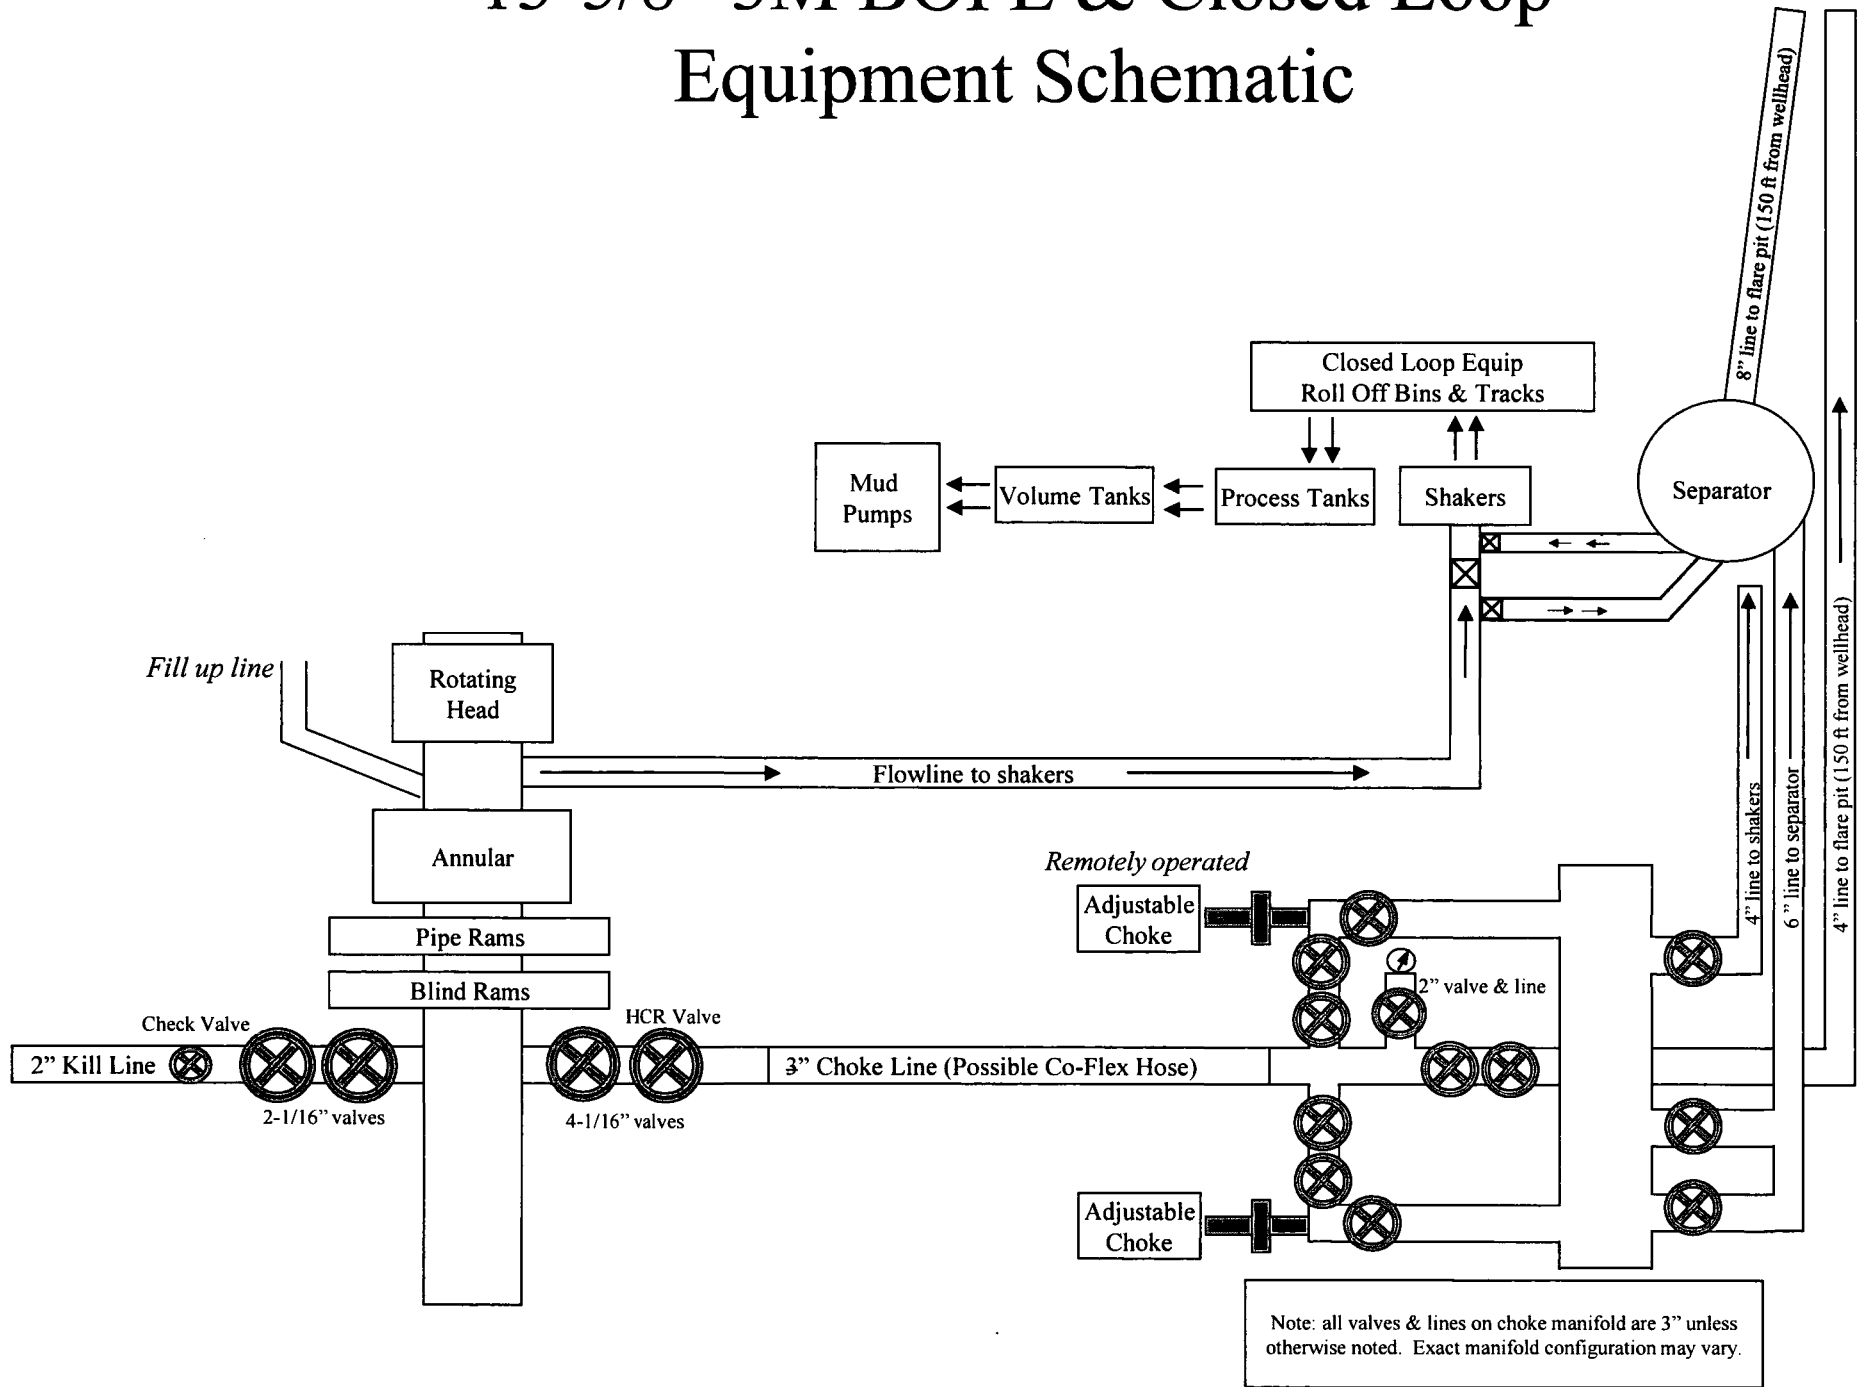 Equipment Schematic
8” line to flare pit (150 ft from wellhead)
Closed Loop Equip
Roll Off Bins & Tracks
Mud
Pumps
Volume Tanks
Process Tanks
Shakers
Separator
Fill up line
Rotating
Head
Flowline to shakers
Annular
Pipe Rams
Blind Rams
Check Valve
HCR Valve
2” Kill Line
2-1/16” valves
4-1/16” valves
3” Choke Line (Possible Co-Flex Hose)
Remotely operated
Adjustable
Choke
2” valve & line
Adjustable
Choke
4” line to shakers
6” line to separator
4” line to flare pit (150 ft from wellhead)
Note: all valves & lines on choke manifold are 3” unless
otherwise noted. Exact manifold configuration may vary.